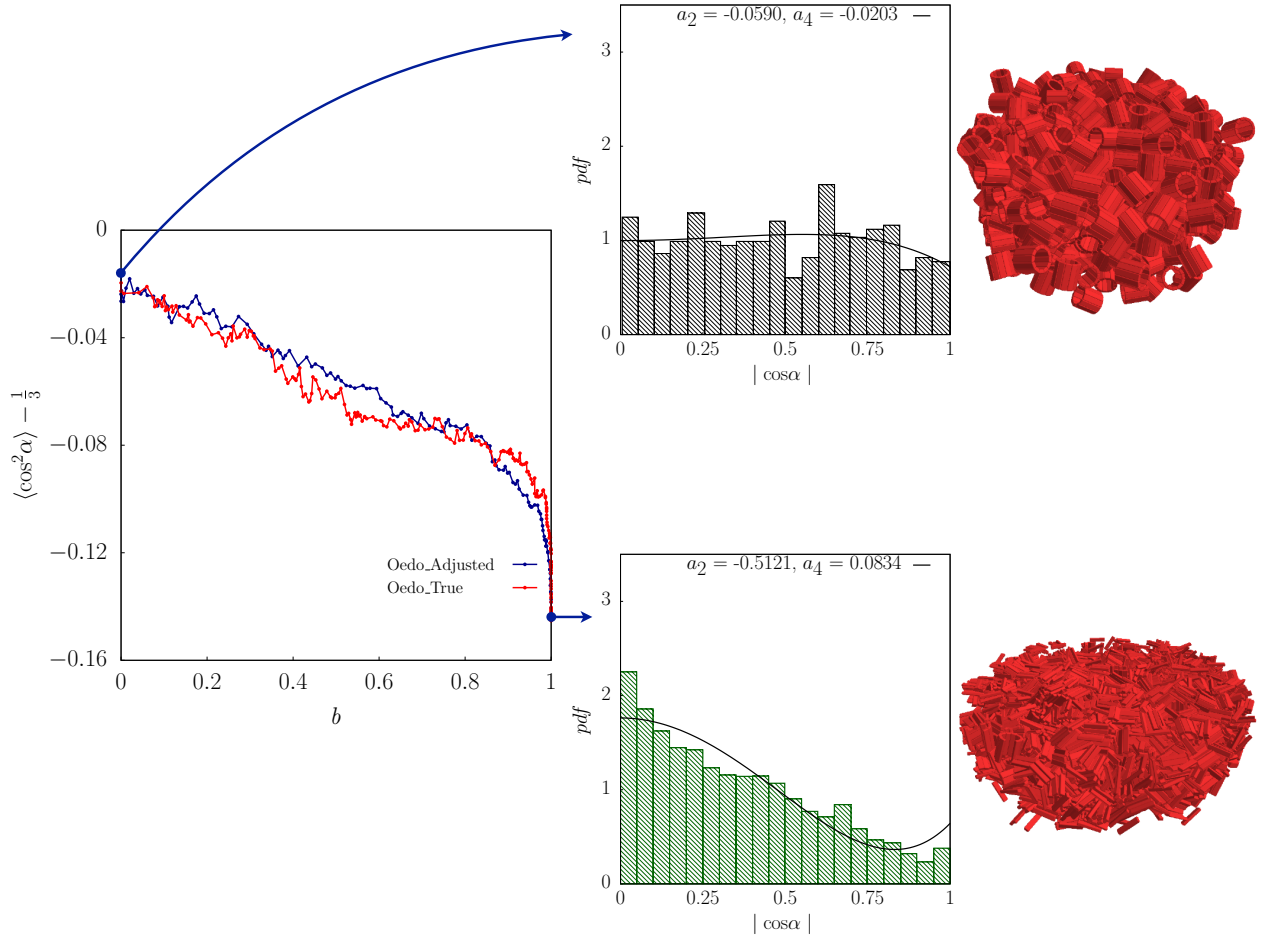 ⟨cos²α⟩ − 1/3
0
−0.04
−0.08
−0.12
−0.16
0 0.2 0.4 0.6 0.8 1
b
Oedo_Adjusted
Oedo_True
a2 = -0.0590, a4 = -0.0203
pdf
3
2
1
0
0 0.25 0.5 0.75 1
| cosα |
a2 = -0.5121, a4 = 0.0834
pdf
3
2
1
0
0 0.25 0.5 0.75 1
| cosα |